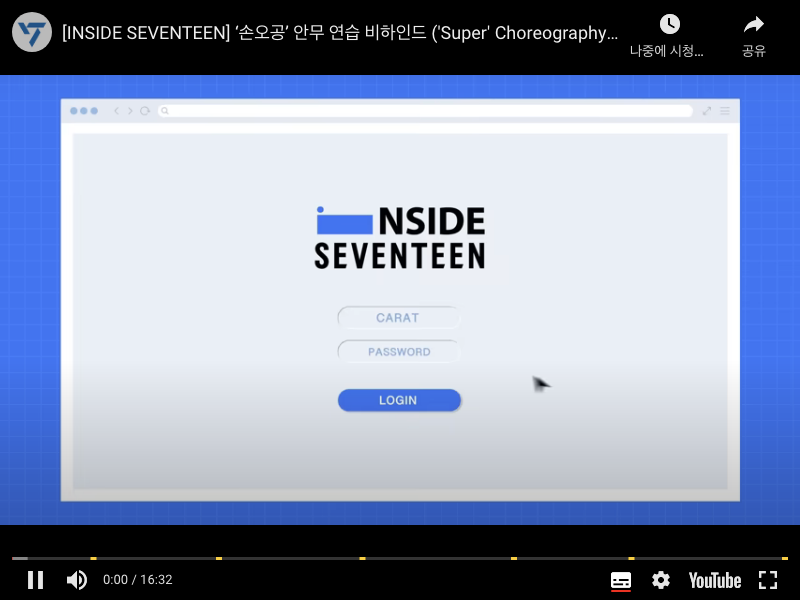 [INSIDE SEVENTEEN] ‘손오공’ 안무 연습 비하인드 ('Super' Choreography...
나중에 시청...
공유
INSIDE
SEVENTEEN
CARAT
PASSWORD
LOGIN
0:00 / 16:32
YouTube